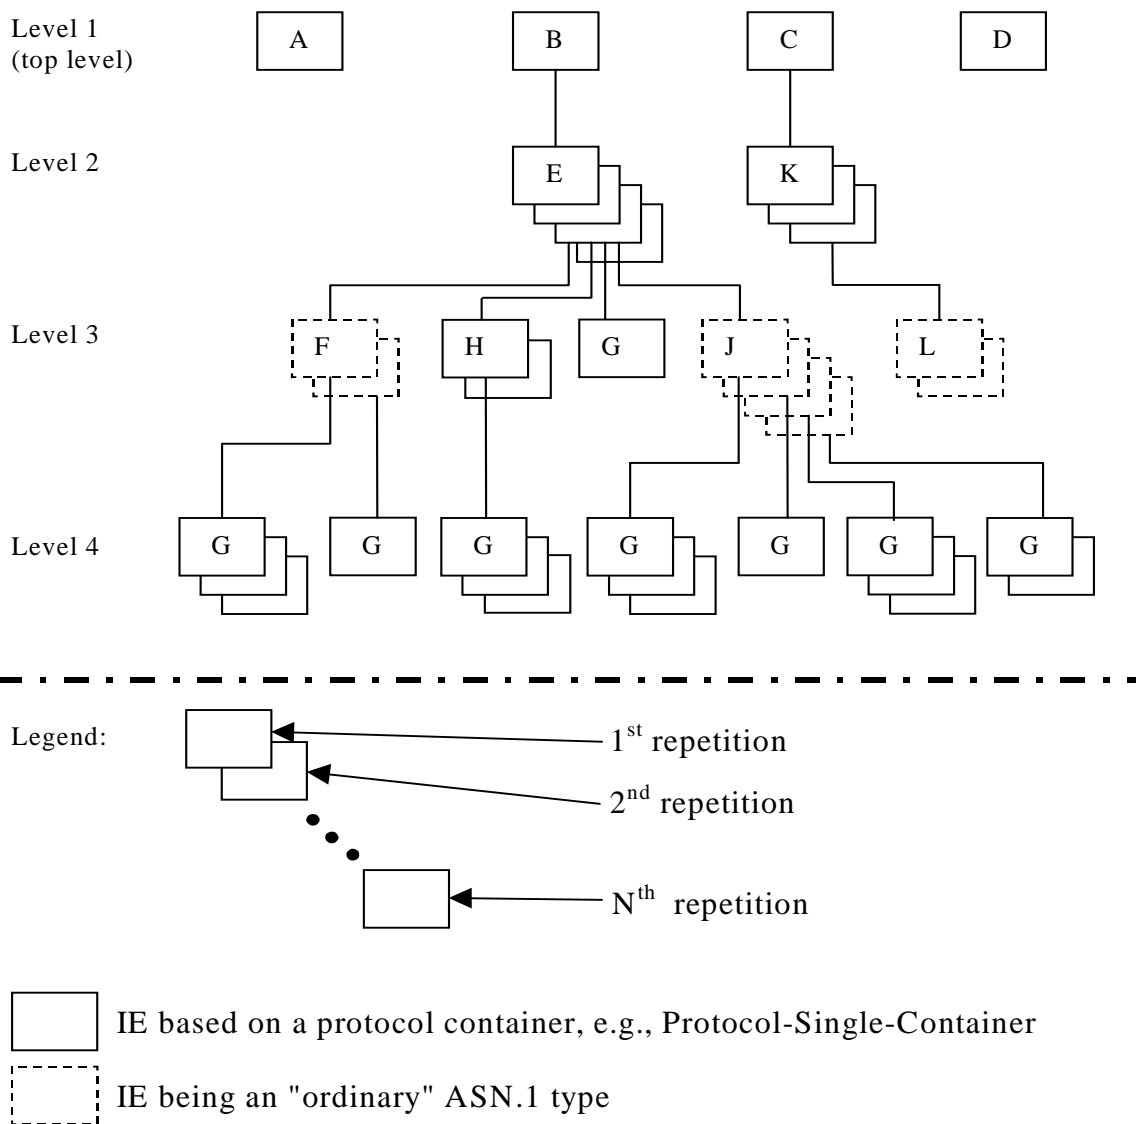 Level 1
(top level)
A
B
C
D
Level 2
E
K
Level 3
F
H
G
J
L
Level 4
G
G
G
G
G
G
G
Legend:
1st repetition
2nd repetition
Nth repetition
IE based on a protocol container, e.g., Protocol-Single-Container
IE being an "ordinary" ASN.1 type